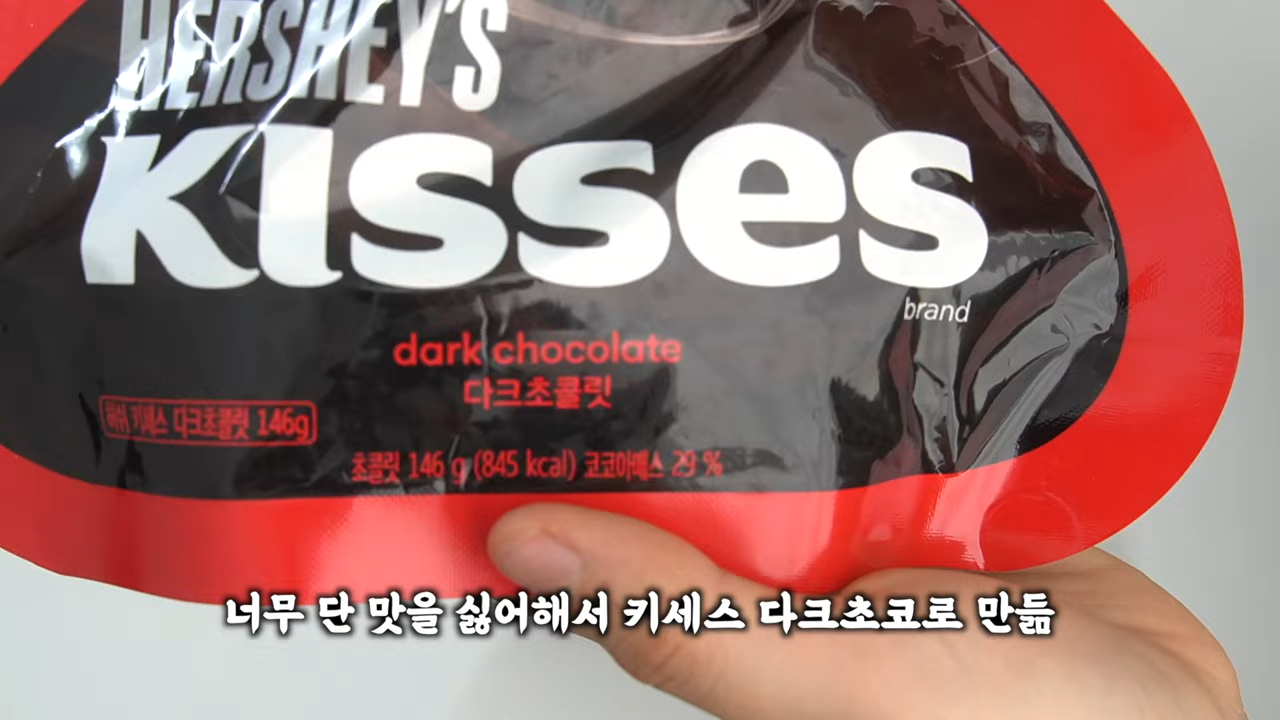 HERSHEY'S
Kisses
brand
dark chocolate
다크초콜릿
허쉬 키세스 다크초콜릿 146g
초콜릿 146 g (845 kcal) 코코아매스 29 %
너무 단 맛을 싫어해서 키세스 다크초코로 만듦